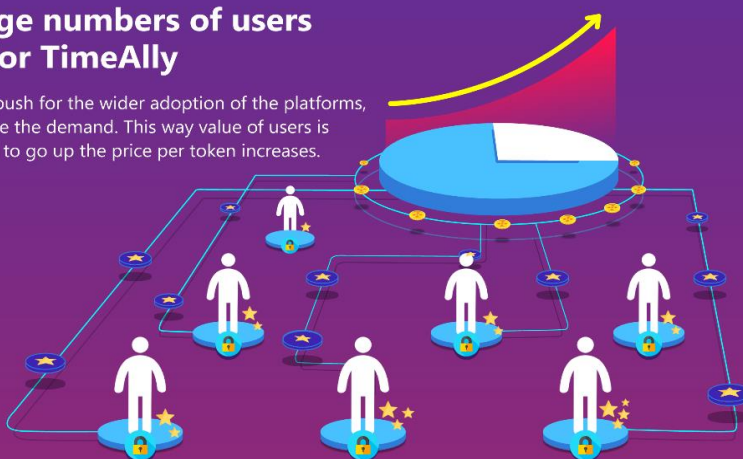 ge numbers of users
or TimeAlly
push for the wider adoption of the platforms,
e the demand. This way value of users is
to go up the price per token increases.